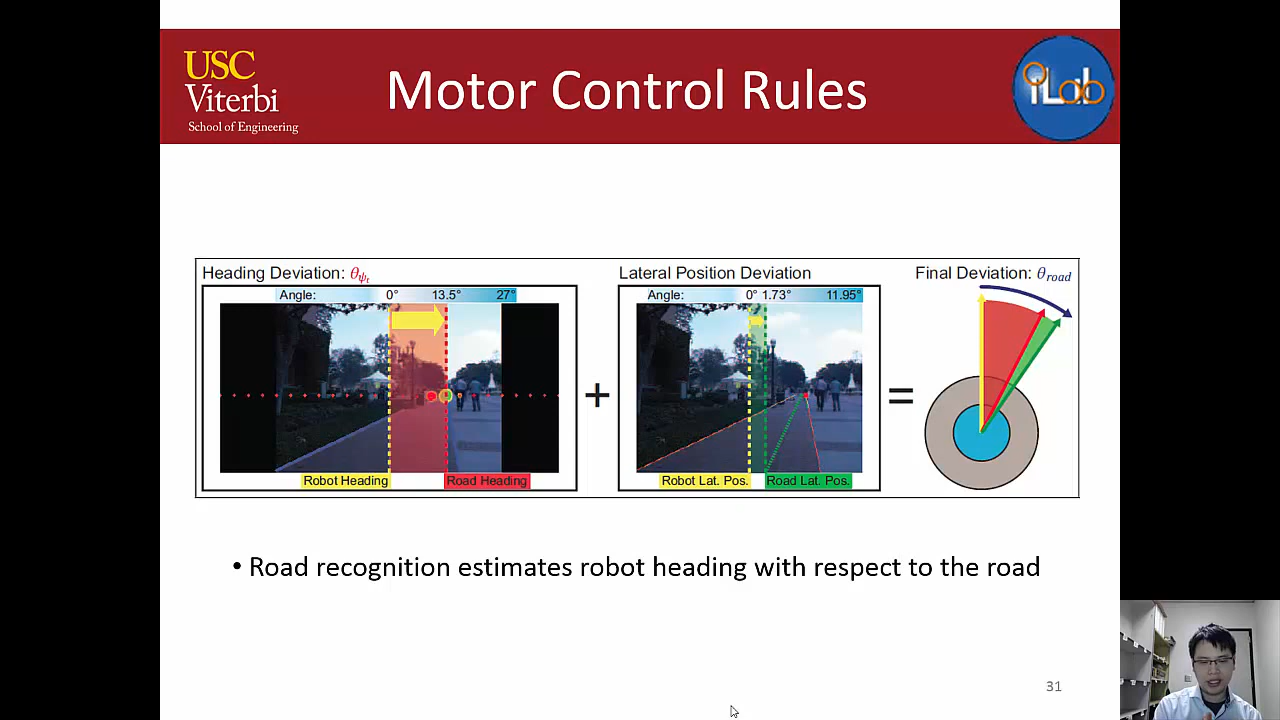 USC
Viterbi
School of Engineering
Motor Control Rules
iLab
Heading Deviation: θψt
Angle: 0° 13.5° 27°
Robot Heading
Road Heading
+
Lateral Position Deviation
Angle: 0° 1.73° 11.95°
Robot Lat. Pos.
Road Lat. Pos.
=
Final Deviation: θroad
• Road recognition estimates robot heading with respect to the road
31